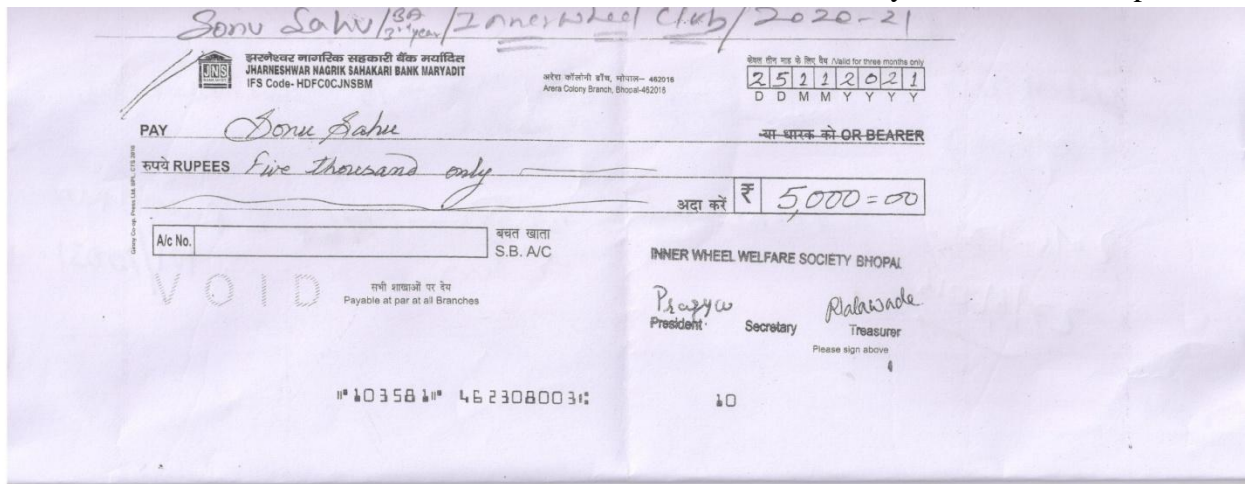 Sonu Sahu/BA 3rd year/Innerwheel Club/2020-21
JNS
झरनेश्वर नागरिक सहकारी बैंक मर्यादित
JHARNESHWAR NAGRIK SAHAKARI BANK MARYADIT
IFS Code- HDFC0CJNSBM
अरेरा कॉलोनी ब्राँच, भोपाल- 462016
Arera Colony Branch, Bhopal-462016
केवल तीन माह के लिए वैध /Valid for three months only
25112021
D D M M Y Y Y Y
PAY Sonu Sahu या धारक को OR BEARER
रुपये RUPEES Five thousand only
अदा करें ₹ 5,000=00
A/c No.
बचत खाता
S.B. A/C
INNER WHEEL WELFARE SOCIETY BHOPAL
VOID
सभी शाखाओं पर देय
Payable at par at all Branches
Pragya
President Secretary Treasurer
Please sign above
⑈103581⑈ 462308003⑆ 10